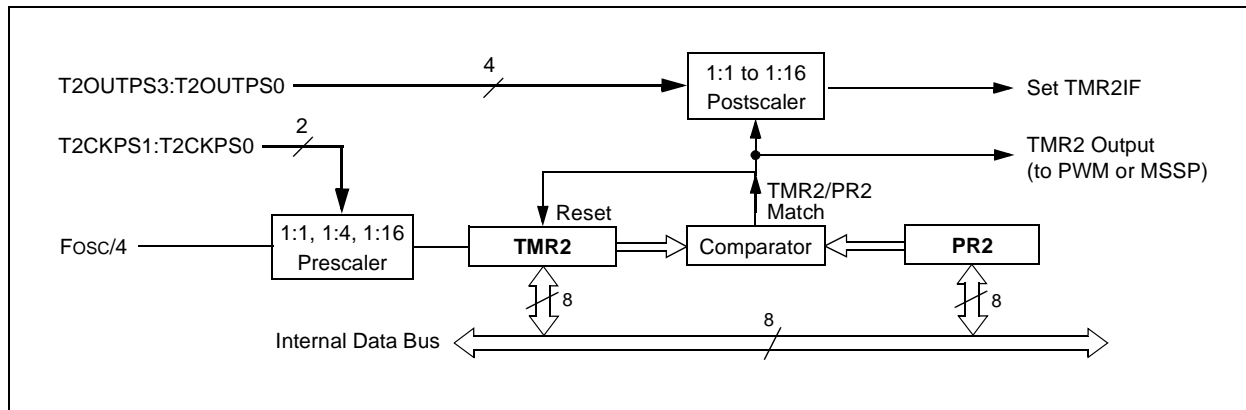 T2OUTPS3:T2OUTPS0
4
1:1 to 1:16
Postscaler
Set TMR2IF
T2CKPS1:T2CKPS0
2
TMR2 Output
(to PWM or MSSP)
TMR2/PR2
Match
Reset
FOSC/4
1:1, 1:4, 1:16
Prescaler
TMR2
Comparator
PR2
8
8
8
Internal Data Bus